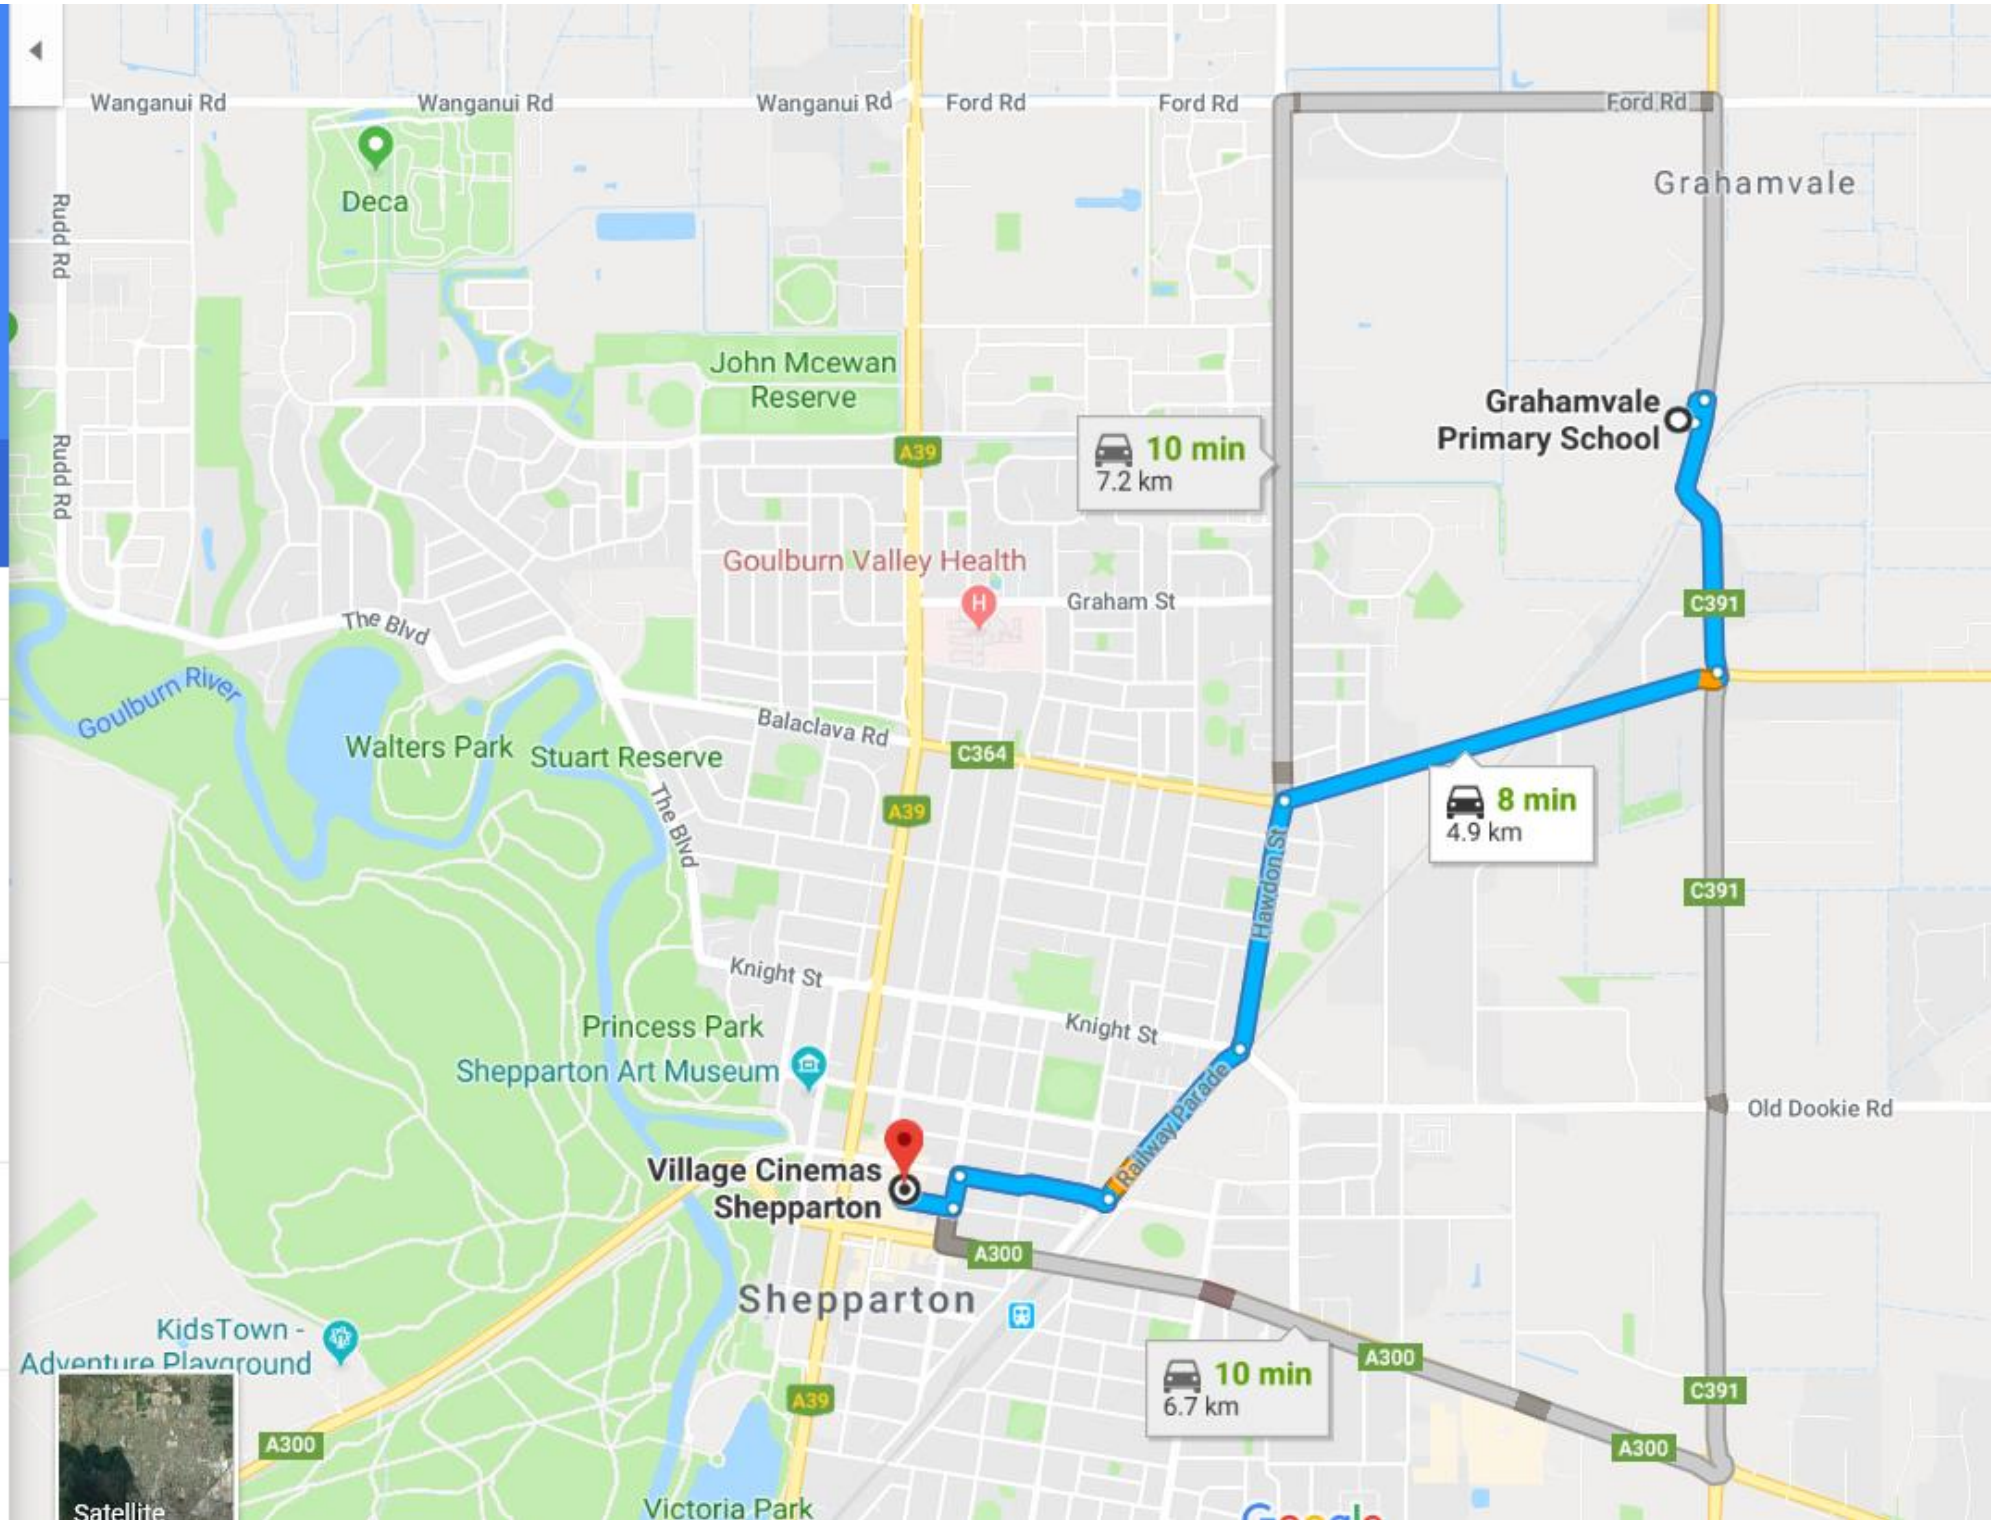 Wanganui Rd
Wanganui Rd
Wanganui Rd
Ford Rd
Ford Rd
Ford Rd
Deca
Grahamvale
Rudd Rd
John Mcewan
Reserve
Grahamvale
Primary School
A39
10 min
7.2 km
Rudd Rd
Goulburn Valley Health
H
Graham St
C391
The Blvd
Goulburn River
Balaclava Rd
Walters Park
Stuart Reserve
C364
A39
The Blvd
8 min
4.9 km
Hawdon St
C391
Knight St
Princess Park
Knight St
Shepparton Art Museum
Railway Parade
Old Dookie Rd
Village Cinemas
Shepparton
A300
Shepparton
KidsTown -
Adventure Playground
A300
10 min
6.7 km
A39
C391
A300
A300
Satellite
Victoria Park
Google